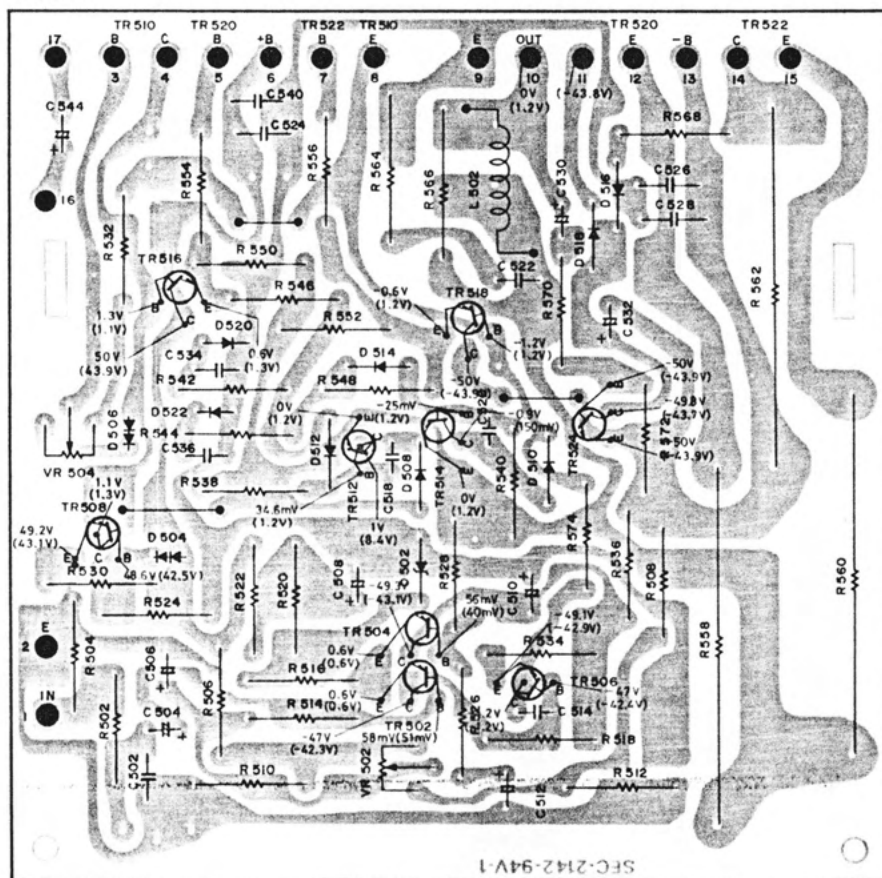 TR510 TR520 TR522 TR510 TR520 TR522
17 B C B +B B E E OUT 11 E -B C E
3 4 5 6 7 8 9 10 12 13 14 15
0V (-43.8V)
(1.2V)
C544
C540
C524
R568
R554
R556
R564
R566
L502
C530
D516
C526
C528
16
R532
D518
R550
TR516
C522
R562
R546
-0.6V
(1.2V)
TR518
R570
1.3V
(1.1V)
B
E
R552
C532
D520
E
B
-1.2V
(1.2V)
C
50V
(43.9V)
C534
0.6V
(1.3V)
D514
C
-50V
(-43.9V)
-50V
(-43.9V)
B
R542
R548
D522
0V
(1.2V)
-25mV
(1.2V)
-0.9V
(150mV)
C
-49.8V
(-43.7V)
D506
R544
E
C
B
C
TR524
E
-50V
(-43.9V)
R572
VR504
C536
D512
B
C518
D508
TR514
E
R540
D510
R538
TR512
1.1V
(1.3V)
34.6mV
(1.2V)
0V
(1.2V)
TR508
1V
(8.4V)
49.2V
(43.1V)
E
C
B
D504
R574
R530
48.6V(42.5V)
C508
D502
R528
R536
R508
R560
R522
R520
-49.3V
(-43.1V)
56mV
(40mV)
C510
R524
-49.1V
(-42.9V)
E
2
R504
TR504
R534
R558
C506
R506
0.6V
(0.6V)
E
C
B
R516
E
TR506
B
-47V
(-42.4V)
IN
1
R502
C504
R514
0.6V
(0.6V)
E
C
B
R526
C514
TR502
-47V
(-42.3V)
58mV(51mV)
R518
C502
R510
VR502
C512
R512
SEC-2142-94V-1